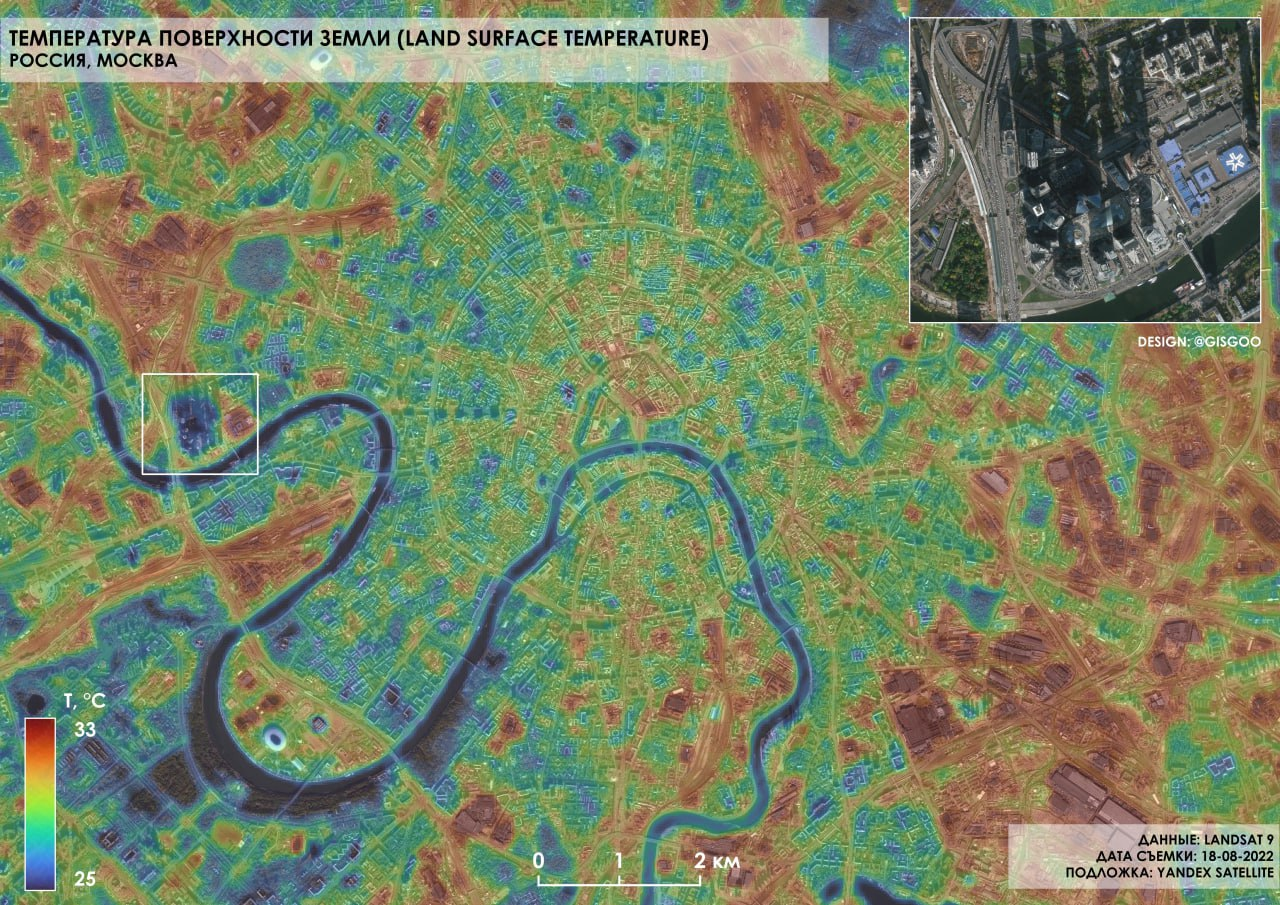 ТЕМПЕРАТУРА ПОВЕРХНОСТИ ЗЕМЛИ (LAND SURFACE TEMPERATURE)
РОССИЯ, МОСКВА
DESIGN: @GISGOO
T, °C
33
25
0 1 2 КМ
ДАННЫЕ: LANDSAT 9
ДАТА СЪЕМКИ: 18-08-2022
ПОДЛОЖКА: YANDEX SATELLITE